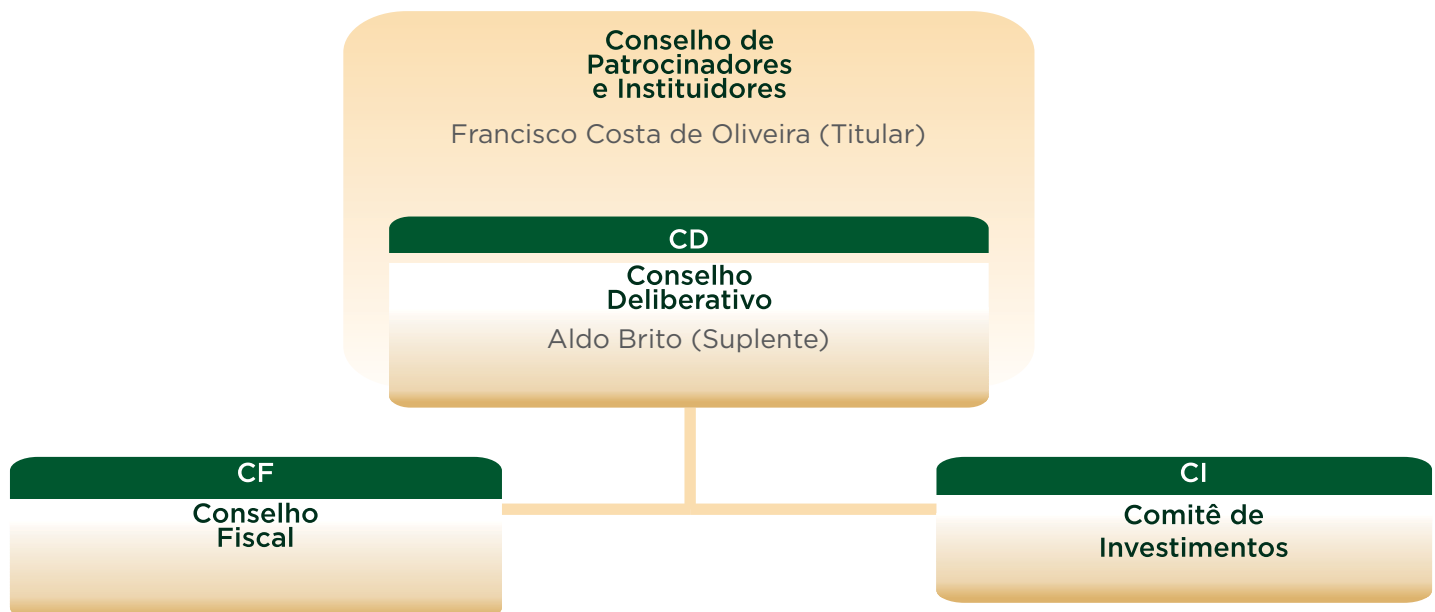 Conselho de
Patrocinadores
e Instituidores
Francisco Costa de Oliveira (Titular)
CD
Conselho
Deliberativo
Aldo Brito (Suplente)
CF
Conselho
Fiscal
CI
Comitê de
Investimentos